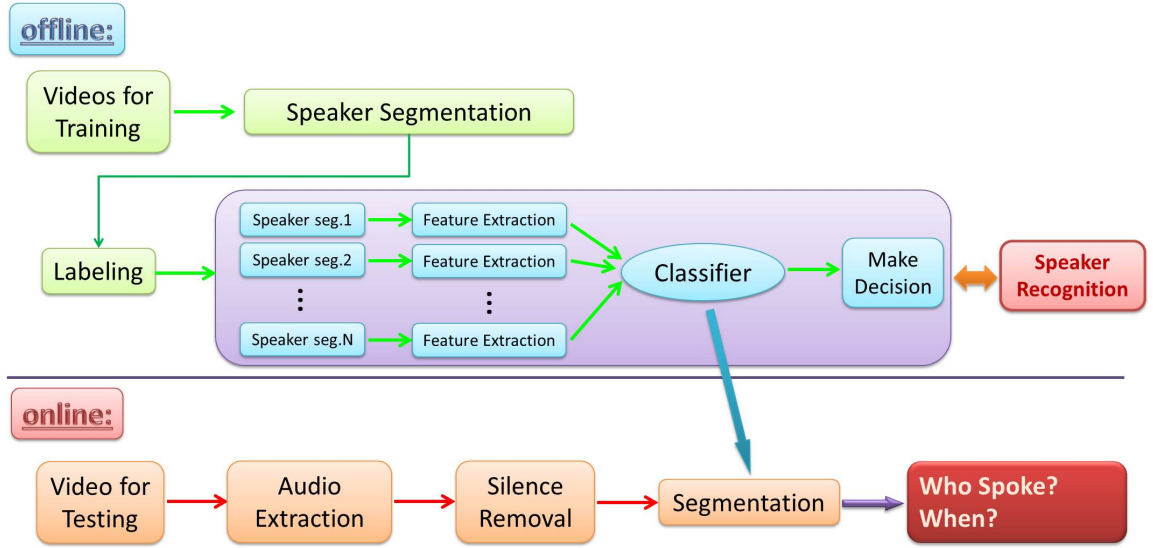 offline:
Videos for
Training
Speaker Segmentation
Labeling
Speaker seg.1
Feature Extraction
Speaker seg.2
Feature Extraction
Speaker seg.N
Feature Extraction
Classifier
Make
Decision
Speaker
Recognition
online:
Video for
Testing
Audio
Extraction
Silence
Removal
Segmentation
Who Spoke?
When?